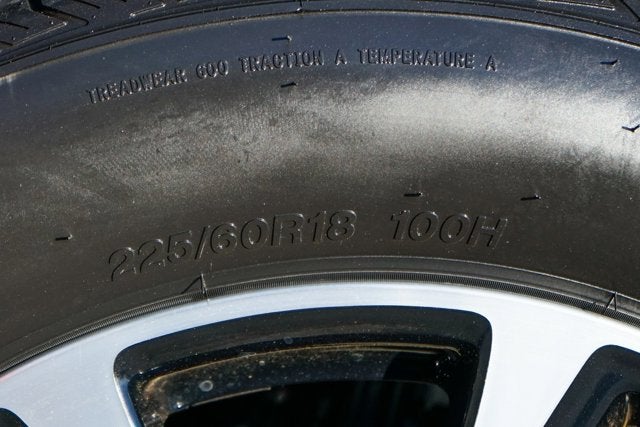 TREADWEAR 600 TRACTION A TEMPERATURE A
225/60R18 100H